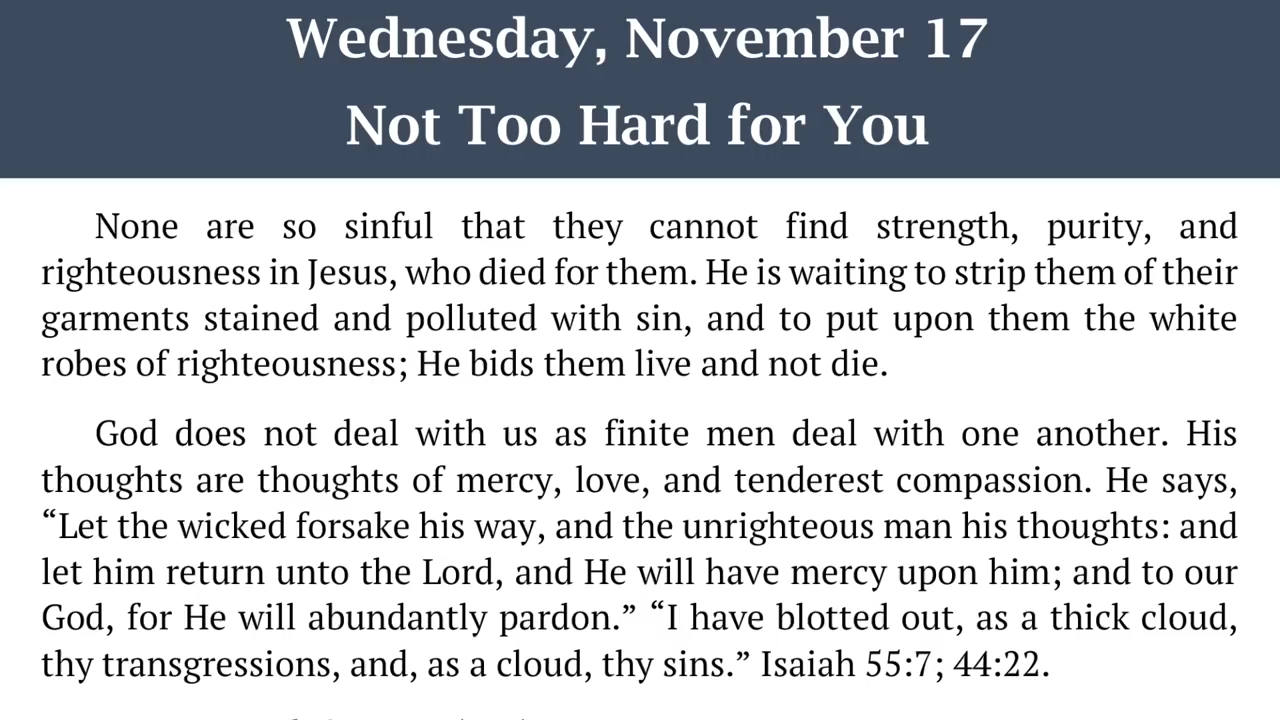 Wednesday, November 17
Not Too Hard for You
None are so sinful that they cannot find strength, purity, and
righteousness in Jesus, who died for them. He is waiting to strip them of their
garments stained and polluted with sin, and to put upon them the white
robes of righteousness; He bids them live and not die.
God does not deal with us as finite men deal with one another. His
thoughts are thoughts of mercy, love, and tenderest compassion. He says,
“Let the wicked forsake his way, and the unrighteous man his thoughts: and
let him return unto the Lord, and He will have mercy upon him; and to our
God, for He will abundantly pardon.” “I have blotted out, as a thick cloud,
thy transgressions, and, as a cloud, thy sins.” Isaiah 55:7; 44:22.